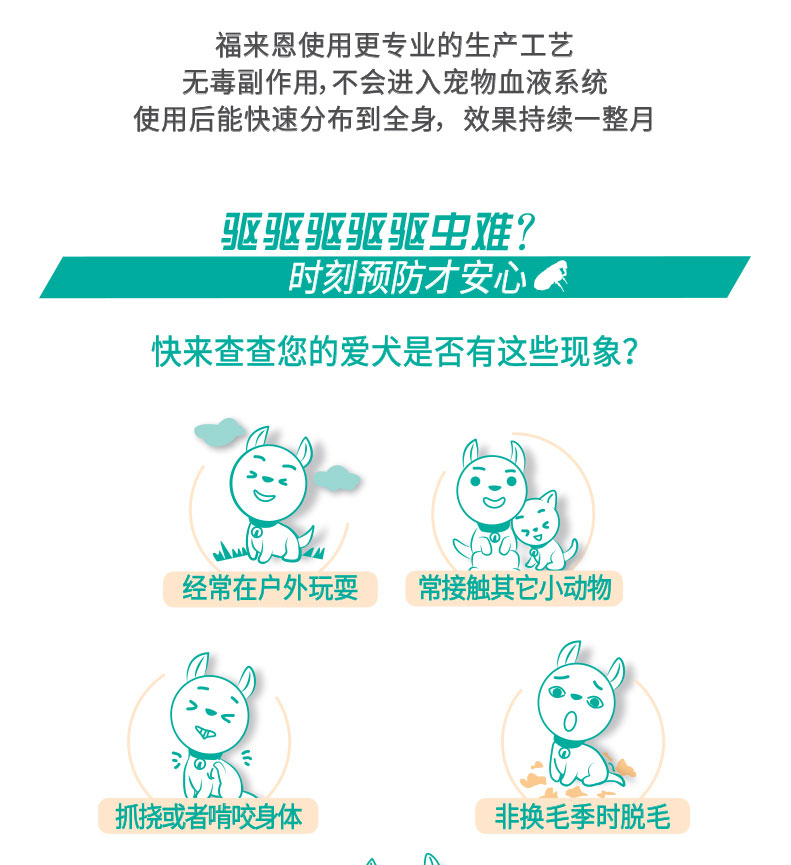 福来恩使用更专业的生产工艺
无毒副作用，不会进入宠物血液系统
使用后能快速分布到全身， 效果持续一整月
驱驱驱驱驱虫难？
时刻预防才安心
快来查查您的爱犬是否有这些现象？
经常在户外玩耍
常接触其它小动物
抓挠或者啃咬身体
非换毛季时脱毛